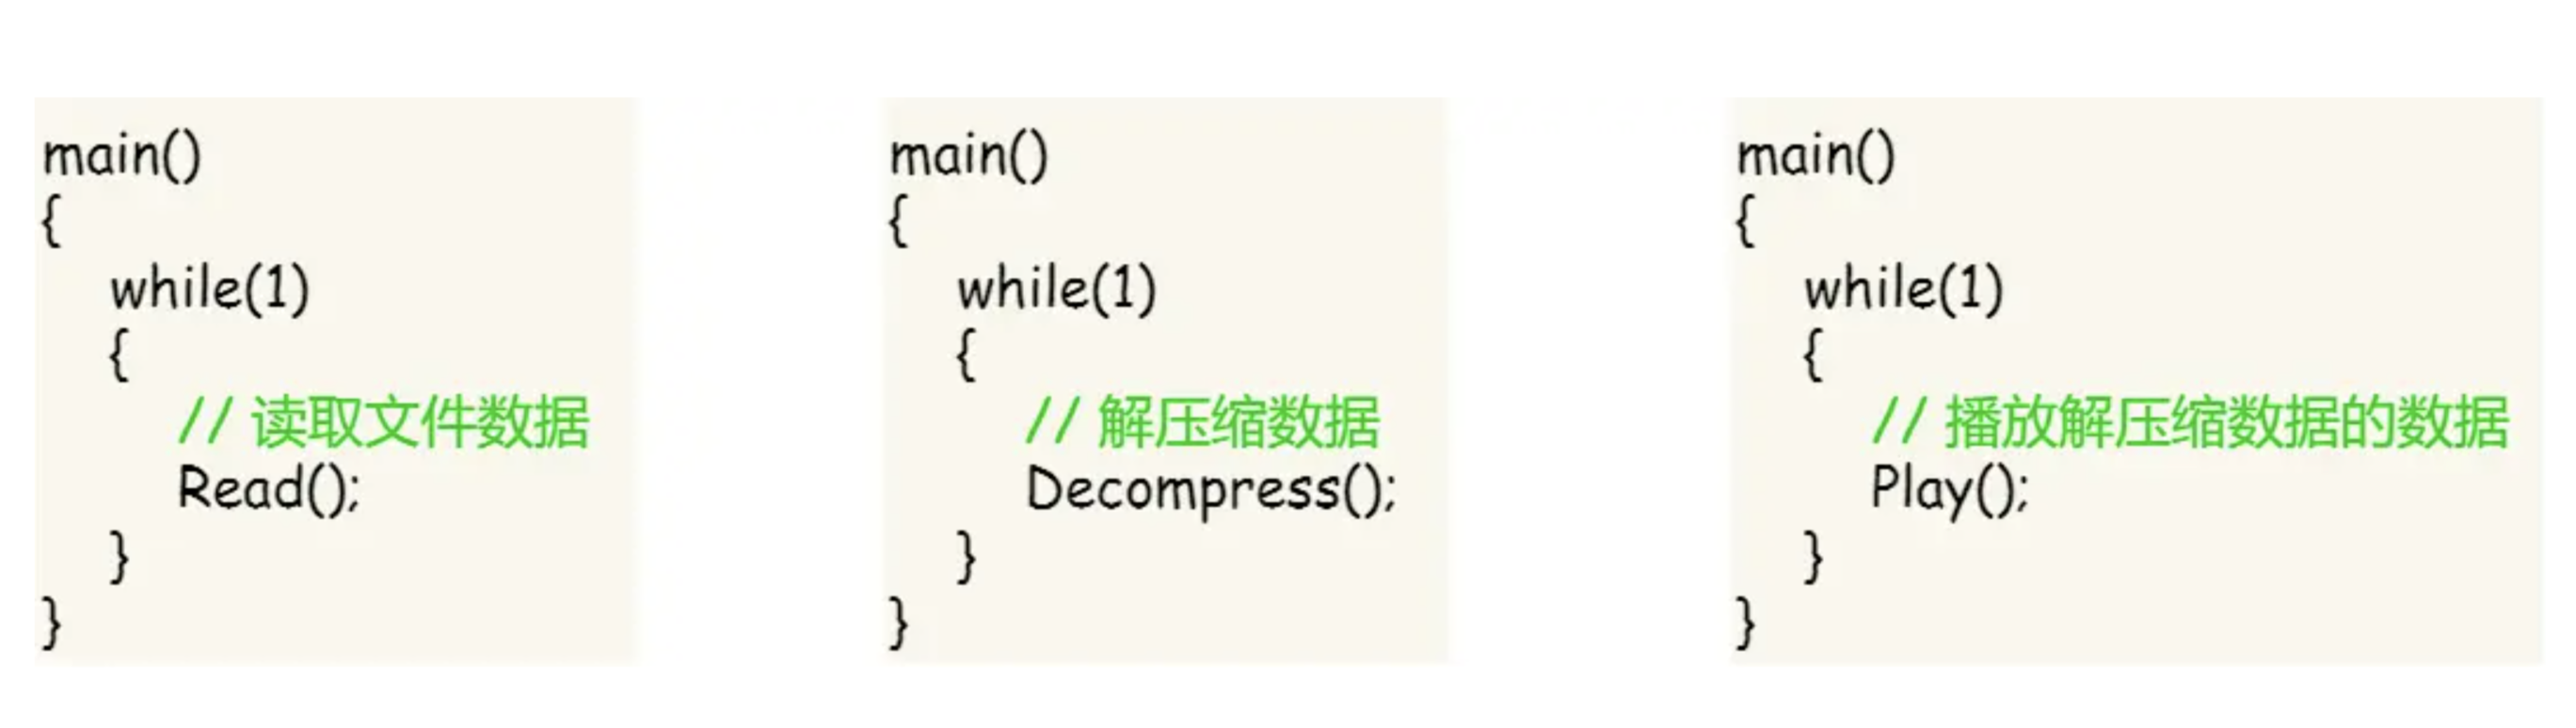 main()
{
while(1)
{
// 读取文件数据
Read();
}
}
main()
{
while(1)
{
// 解压缩数据
Decompress();
}
}
main()
{
while(1)
{
// 播放解压缩数据的数据
Play();
}
}